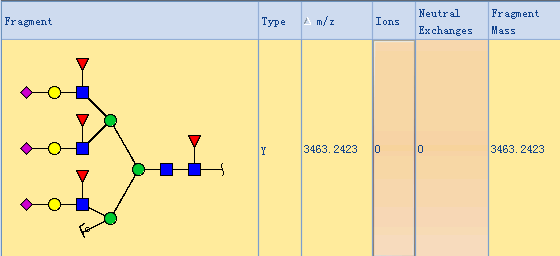 Fragment Type △ m/z Ions Neutral Exchanges Fragment Mass
Y 3463.2423 0 0 3463.2423